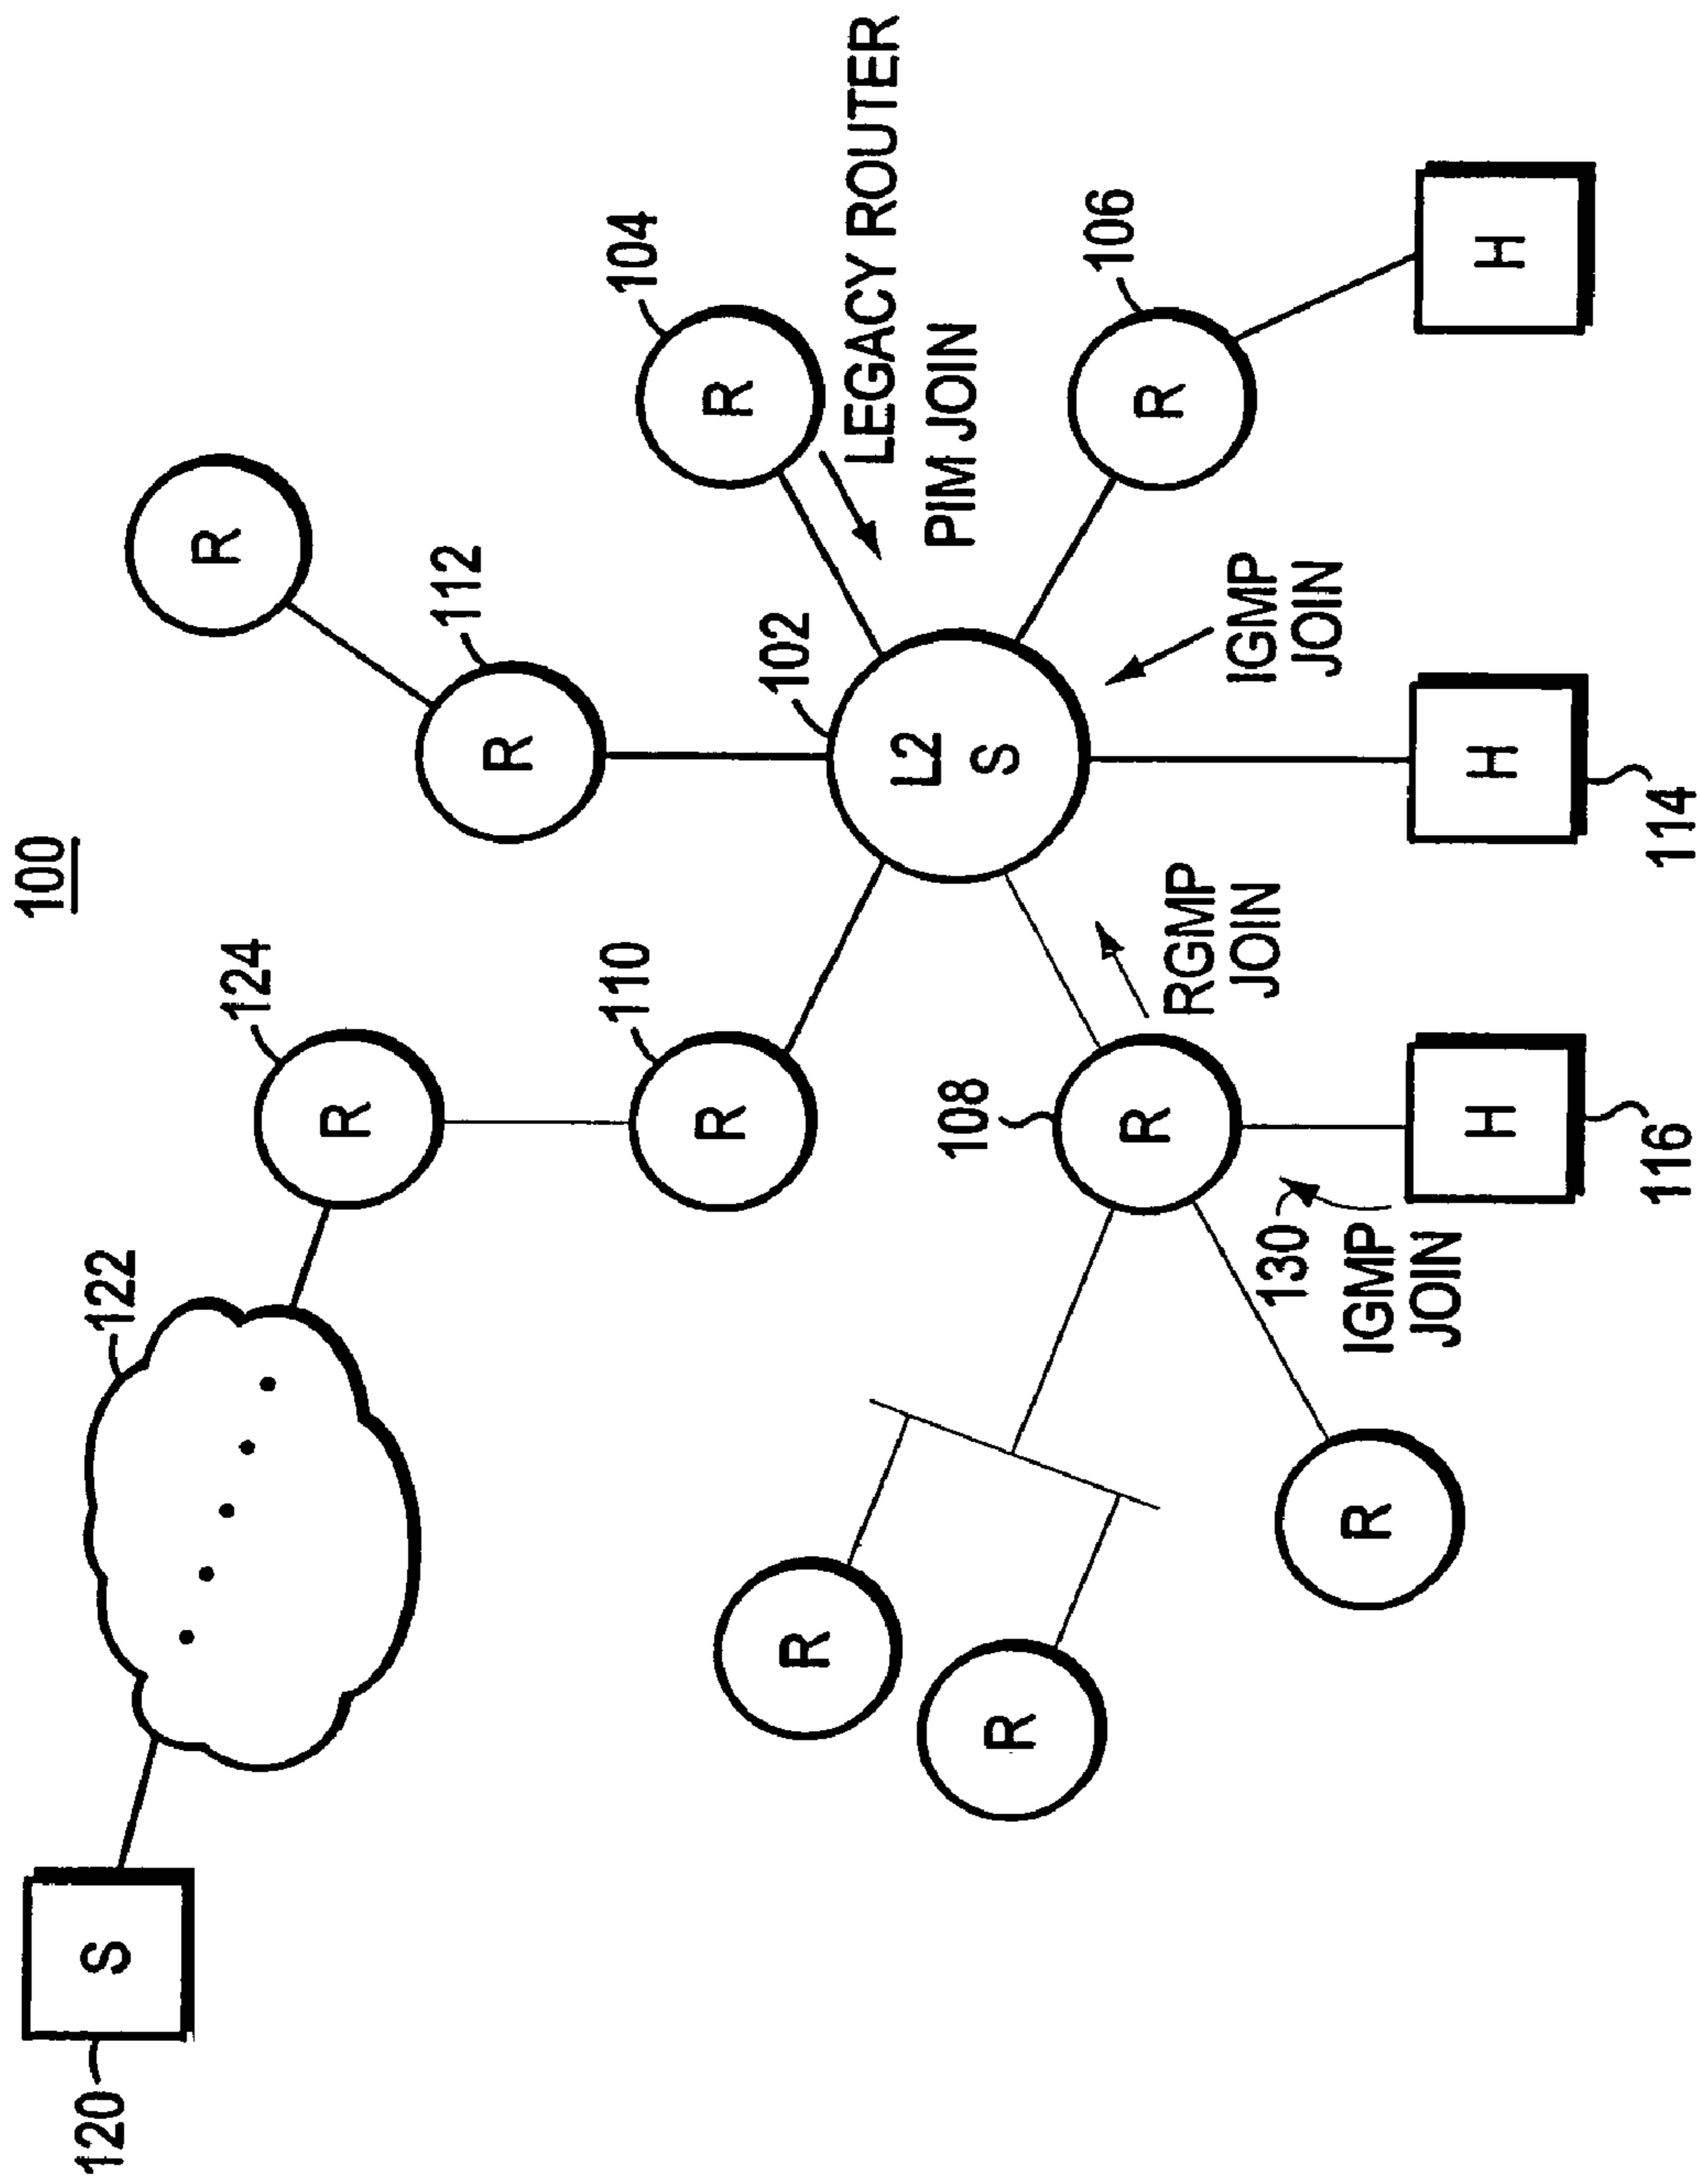 100
120
S
122
124
R
110
R
112
R
R
102
L2
S
104
R
LEGACY ROUTER
PIM JOIN
106
R
H
IGMP
JOIN
H
114
RGMP
JOIN
108
R
H
116
130
IGMP
JOIN
R
R
R